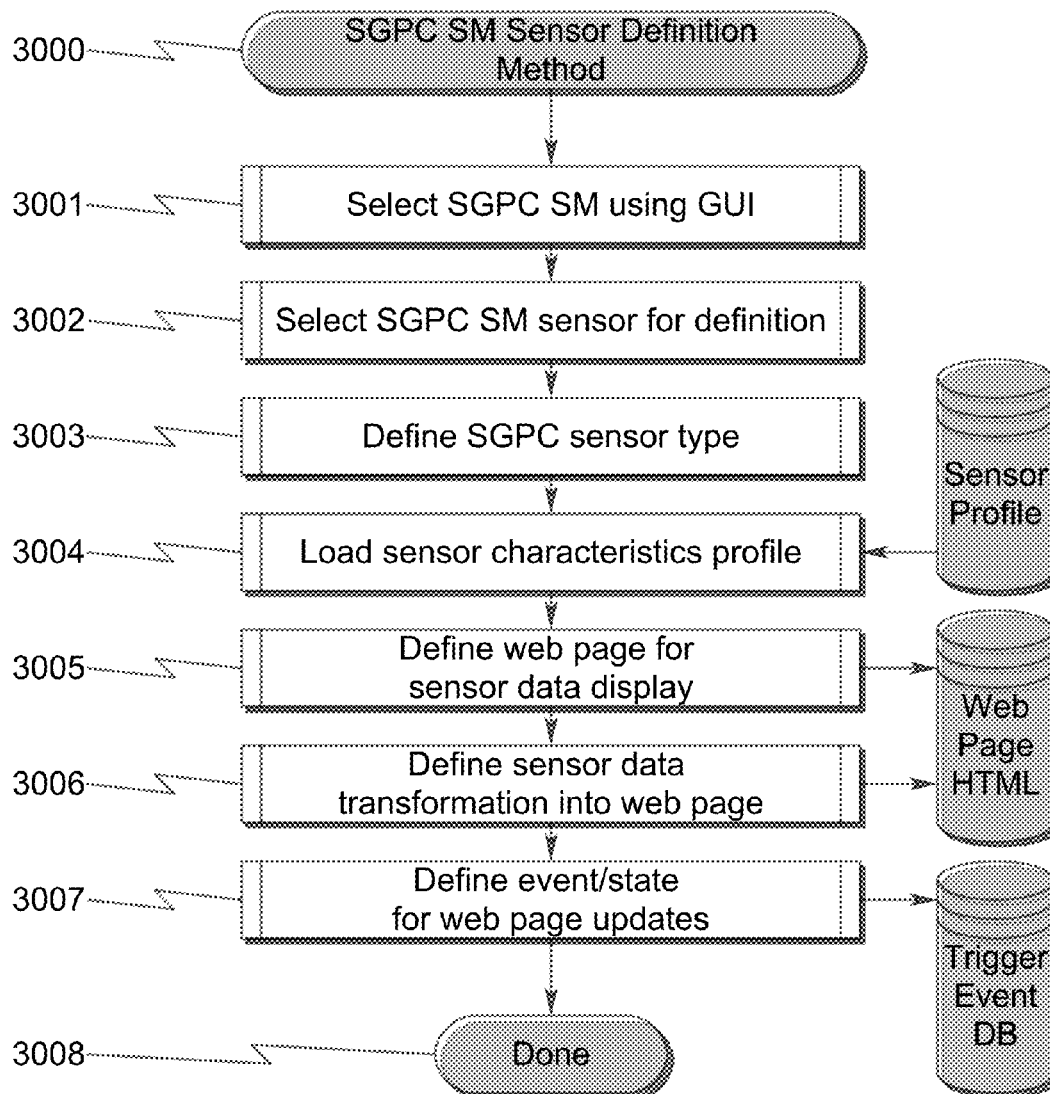 3000
SGPC SM Sensor Definition
Method
3001
Select SGPC SM using GUI
3002
Select SGPC SM sensor for definition
3003
Define SGPC sensor type
3004
Load sensor characteristics profile
Sensor
Profile
3005
Define web page for
sensor data display
3006
Define sensor data
transformation into web page
Web
Page
HTML
3007
Define event/state
for web page updates
Trigger
Event
DB
3008
Done